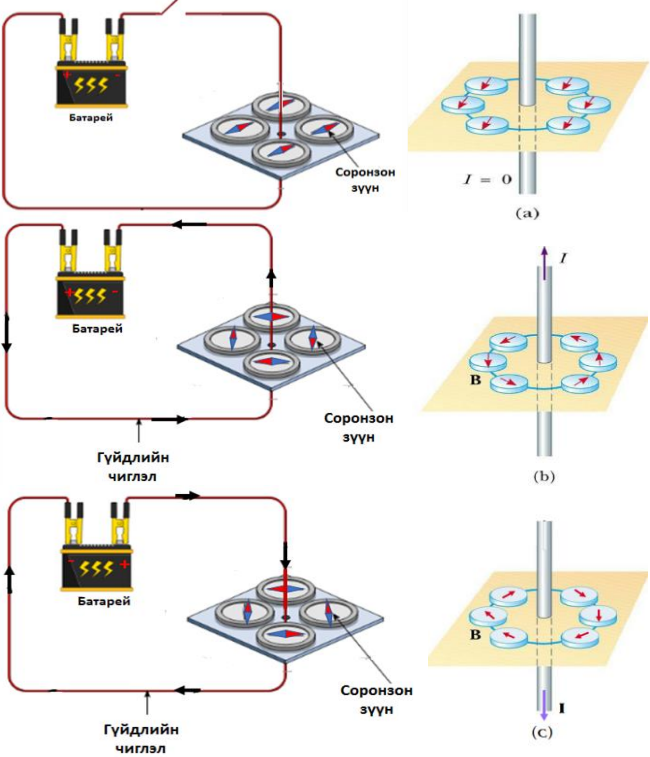 + -
Батарей
Соронзон
зүүн
I = 0
(a)
+ -
Батарей
Соронзон
зүүн
Гүйдлийн
чиглэл
I
B
(b)
- +
Батарей
Соронзон
зүүн
Гүйдлийн
чиглэл
B
I
(c)